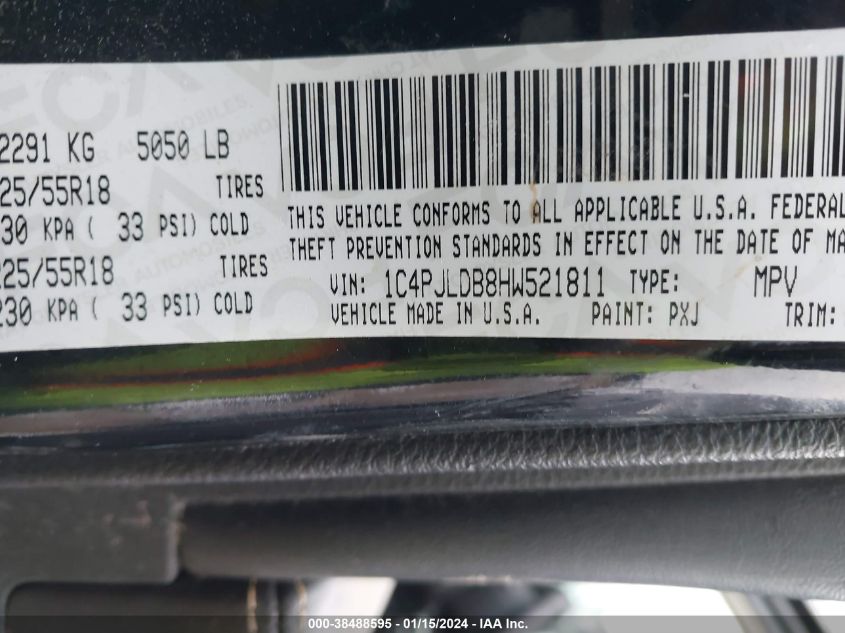 2291 KG 5050 LB
25/55R18 TIRES
30 KPA ( 33 PSI) COLD
225/55R18 TIRES
230 KPA ( 33 PSI) COLD
THIS VEHICLE CONFORMS TO ALL APPLICABLE U.S.A. FEDERAL
THEFT PREVENTION STANDARDS IN EFFECT ON THE DATE OF MA
VIN: 1C4PJLDB8HW521811 TYPE: MPV
VEHICLE MADE IN U.S.A. PAINT: PXJ TRIM:
000-38488595 - 01/15/2024 - IAA Inc.